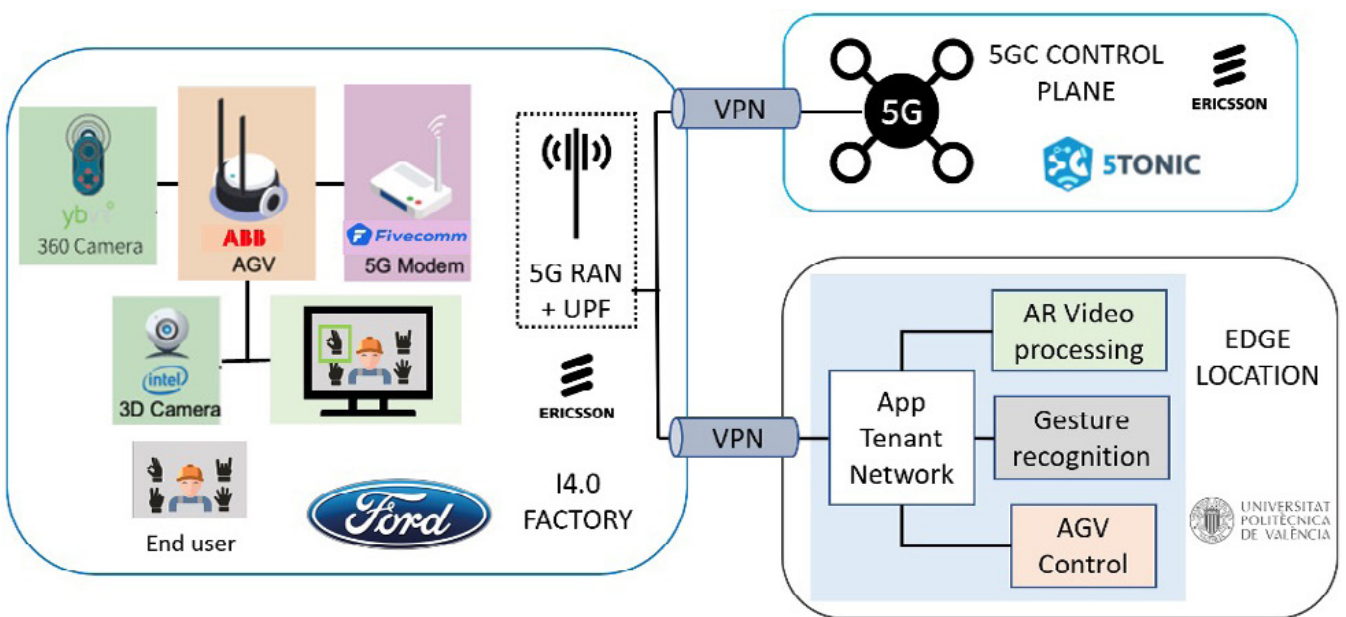 ybvr
360 Camera
ABB
AGV
Fivecomm
5G Modem
intel
3D Camera
End user
Ford
5G RAN
+ UPF
ERICSSON
I4.0
FACTORY
VPN
5G
5GC CONTROL
PLANE
ERICSSON
5G
5TONIC
VPN
App
Tenant
Network
AR Video
processing
Gesture
recognition
AGV
Control
EDGE
LOCATION
UNIVERSITAT
POLITÈCNICA
DE VALÈNCIA